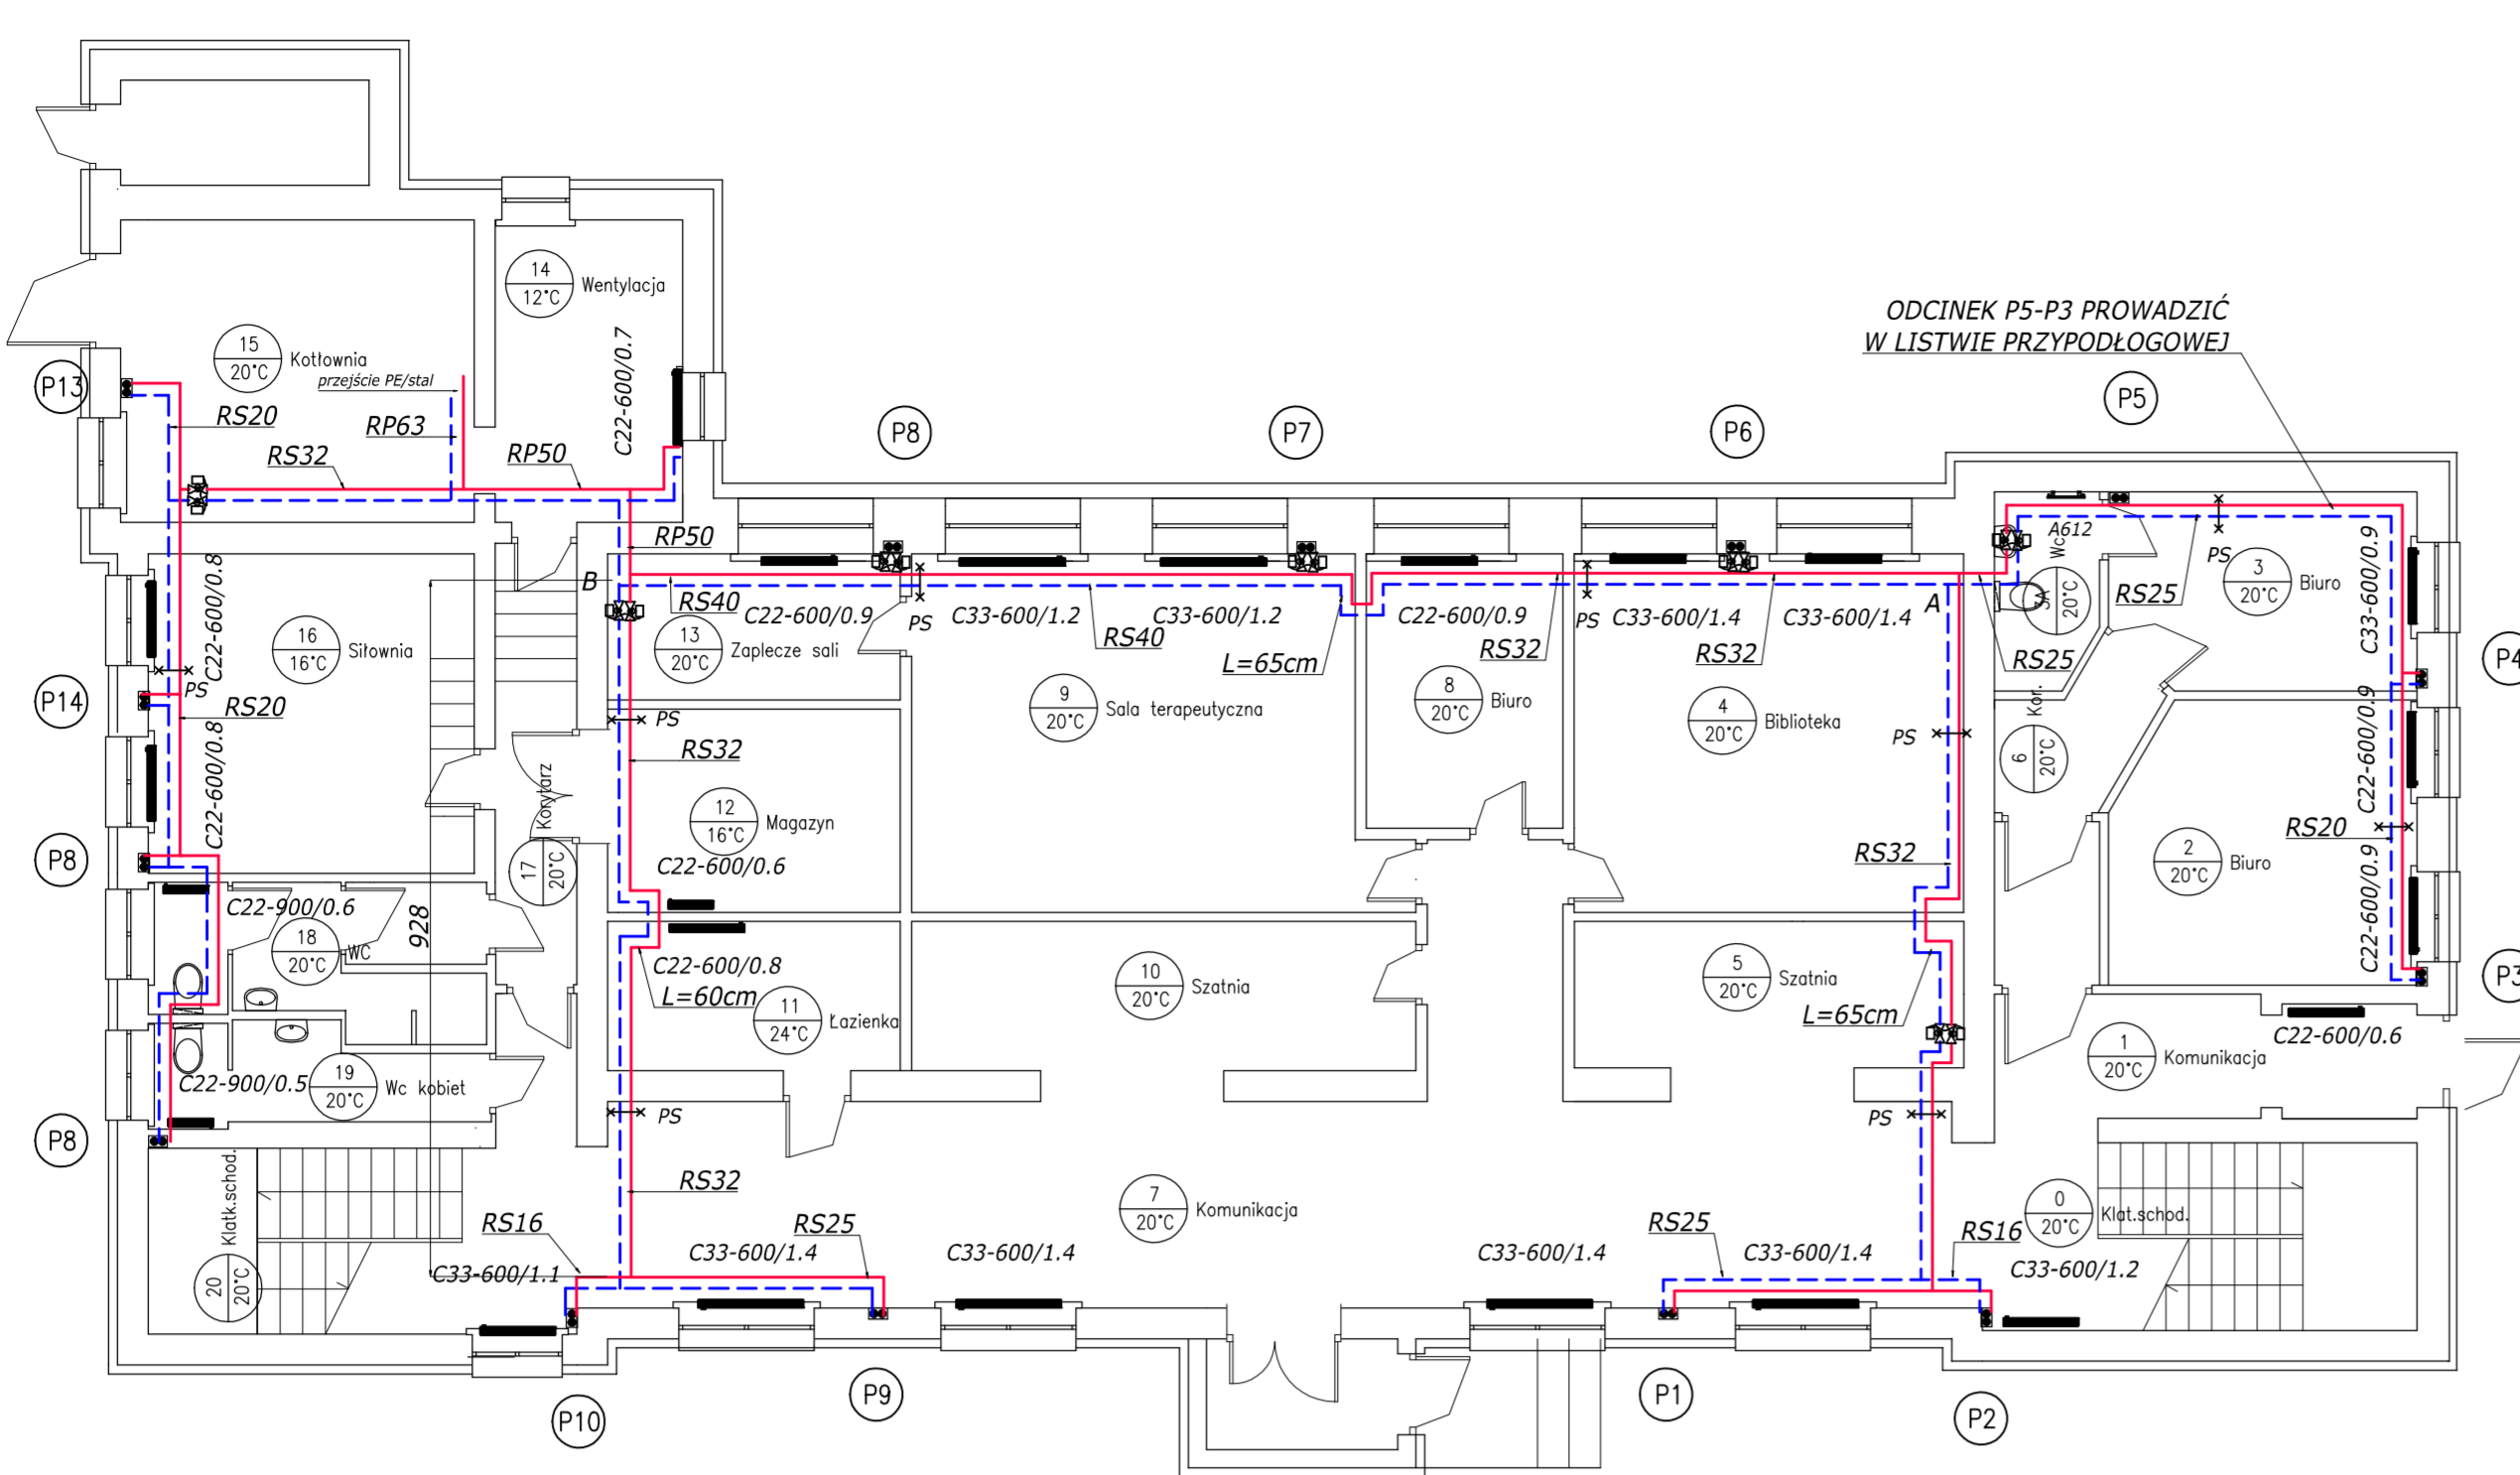 ODCINEK P5-P3 PROWADZIĆ
W LISTWIE PRZYPODŁOGOWEJ
14
12°C
Wentylacja
15
20°C
Kotłownia
przejście PE/stal
C22-600/0.7
P13
RS20
RP63
RS32
RP50
P8
P7
P6
P5
RP50
B
RS40
C22-600/0.9
PS
C33-600/1.2
C33-600/1.2
RS40
L=65cm
C22-600/0.9
RS32
PS
C33-600/1.4
C33-600/1.4
RS32
A
RS25
A612
Wc
3A
20°C
RS25
PS
3
20°C
Biuro
C33-600/0.9
P4
16
16°C
Siłownia
C22-600/0.8
PS
P14
RS20
C22-600/0.8
13
20°C
Zaplecze sali
9
20°C
Sala terapeutyczna
8
20°C
Biuro
4
20°C
Biblioteka
PS
Kor.
6
20°C
C22-600/0.9
PS
RS32
Korytarz
17
20°C
12
16°C
Magazyn
C22-600/0.6
RS32
2
20°C
Biuro
RS20
C22-600/0.9
P8
C22-900/0.6
18
20°C
WC
928
C22-600/0.8
L=60cm
11
24°C
Łazienka
10
20°C
Szatnia
5
20°C
Szatnia
L=65cm
P3
C22-600/0.6
1
20°C
Komunikacja
C22-900/0.5
19
20°C
Wc kobiet
P8
PS
PS
Klatk.schod.
20
20°C
RS32
7
20°C
Komunikacja
0
20°C
Klat.schod.
RS16
RS25
C33-600/1.1
C33-600/1.4
C33-600/1.4
RS25
C33-600/1.4
C33-600/1.4
RS16
C33-600/1.2
P10
P9
P1
P2